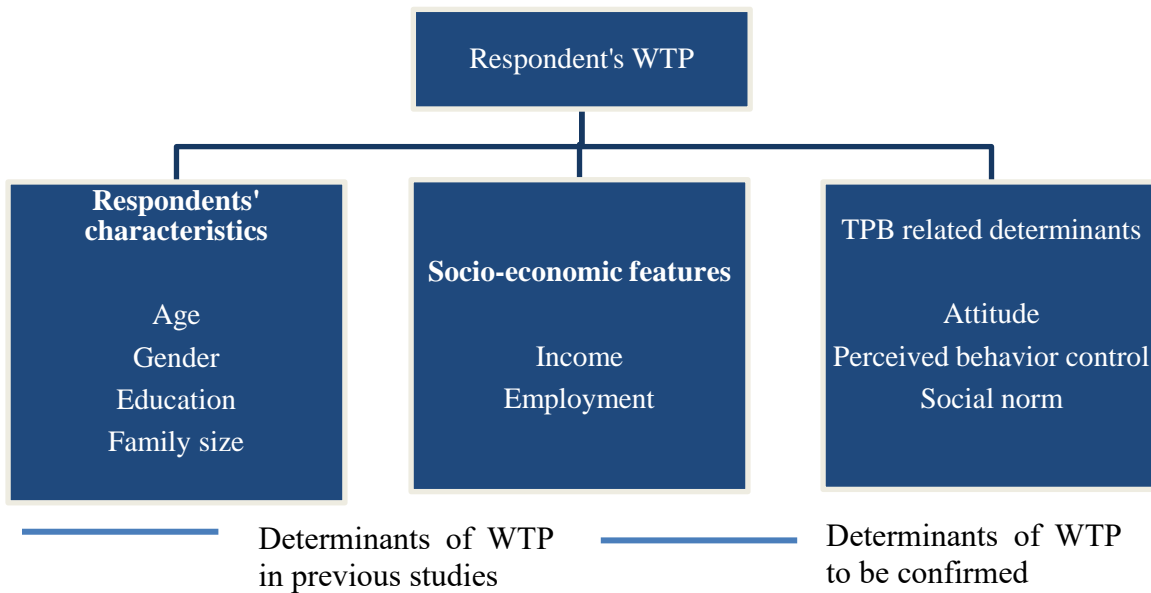 Respondent's WTP
Respondents'
characteristics
Age
Gender
Education
Family size
Socio-economic features
Income
Employment
TPB related determinants
Attitude
Perceived behavior control
Social norm
Determinants of WTP
in previous studies
Determinants of WTP
to be confirmed